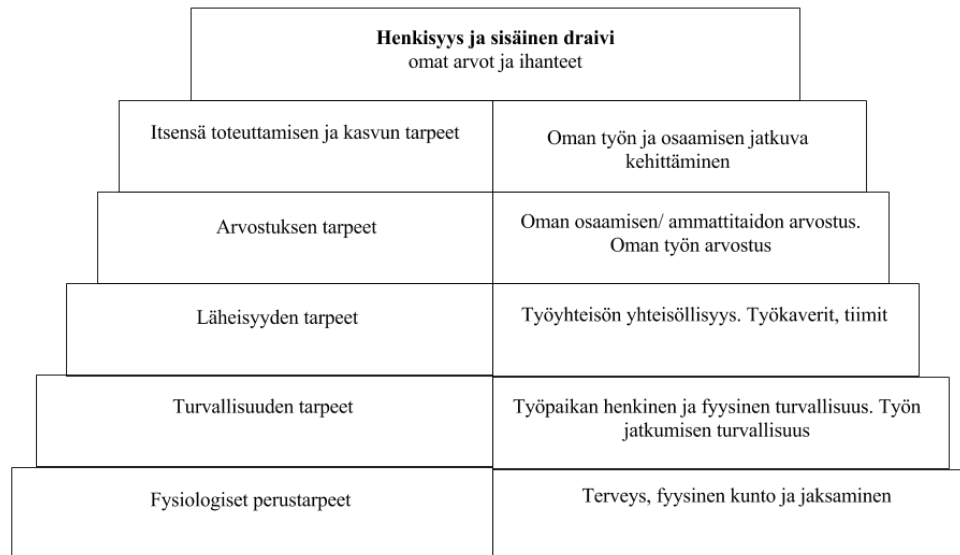 Henkisyys ja sisäinen draivi
omat arvot ja ihanteet
Itsensä toteuttamisen ja kasvun tarpeet
Oman työn ja osaamisen jatkuva
kehittäminen
Arvostuksen tarpeet
Oman osaamisen/ ammattitaidon arvostus.
Oman työn arvostus
Läheisyyden tarpeet
Työyhteisön yhteisöllisyys. Työkaverit, tiimit
Turvallisuuden tarpeet
Työpaikan henkinen ja fyysinen turvallisuus. Työn
jatkumisen turvallisuus
Fysiologiset perustarpeet
Terveys, fyysinen kunto ja jaksaminen